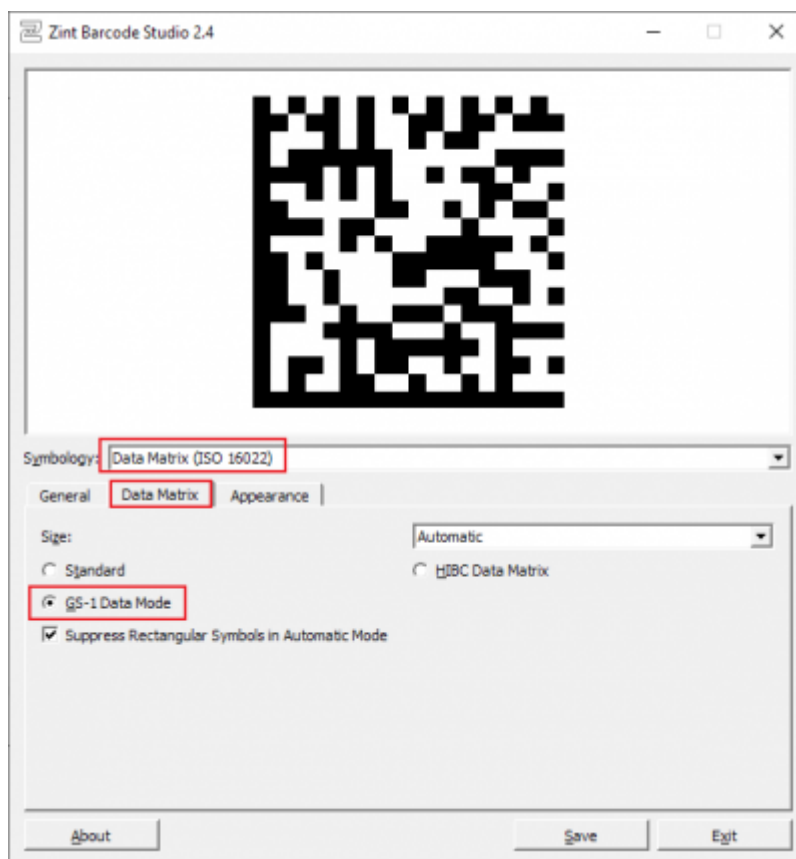 Zint Barcode Studio 2.4
Symbology: Data Matrix (ISO 16022)
General Data Matrix Appearance
Size: Automatic
Standard HIBC Data Matrix
GS-1 Data Mode
Suppress Rectangular Symbols in Automatic Mode
About Save Exit